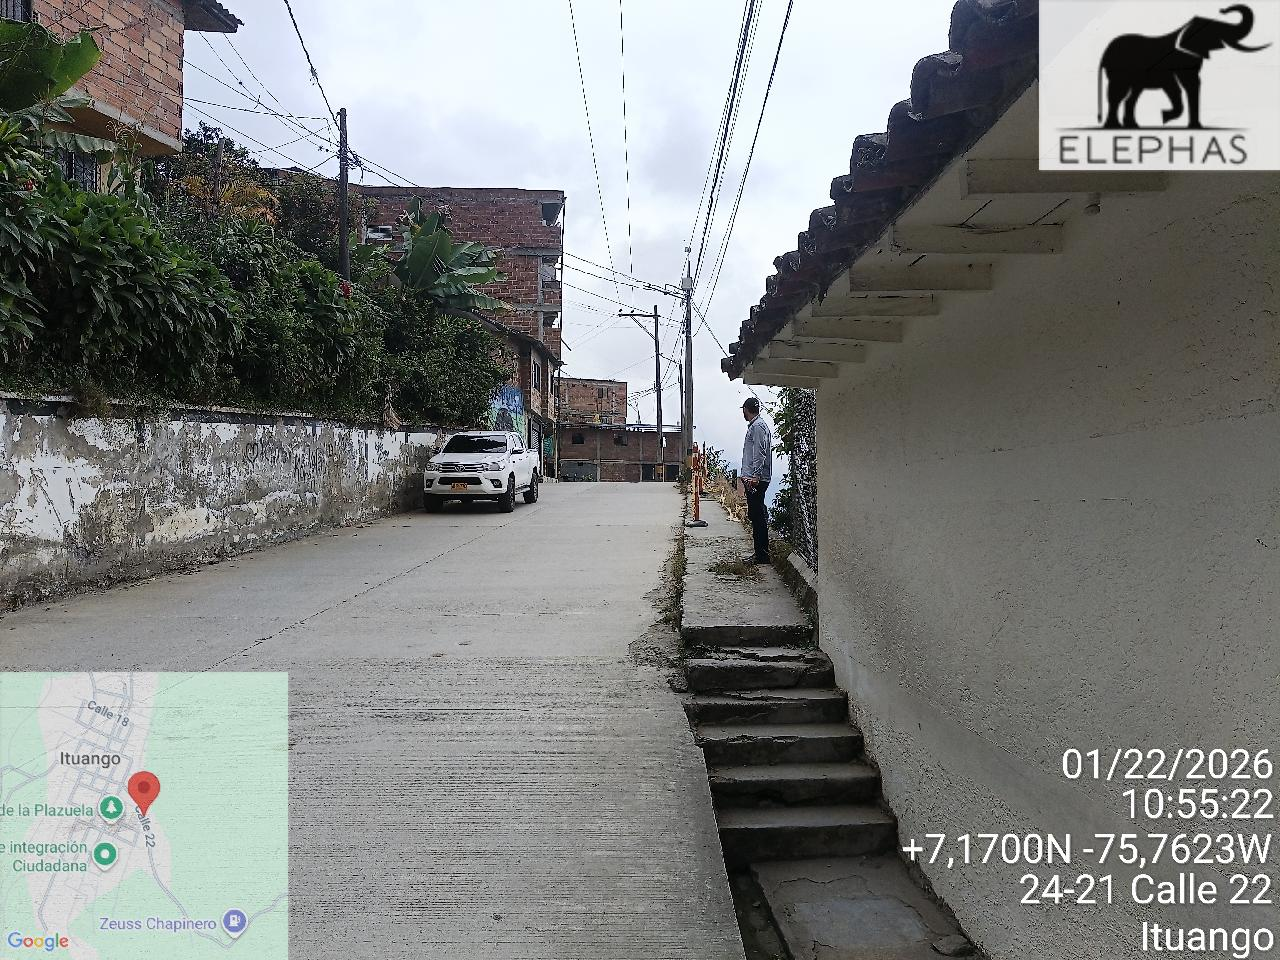 ELEPHAS
Calle 18
Ituango
de la Plazuela
Calle 22
e integración
Ciudadana
Zeuss Chapinero
Google
01/22/2026
10:55:22
+7,1700N -75,7623W
24-21 Calle 22
Ituango